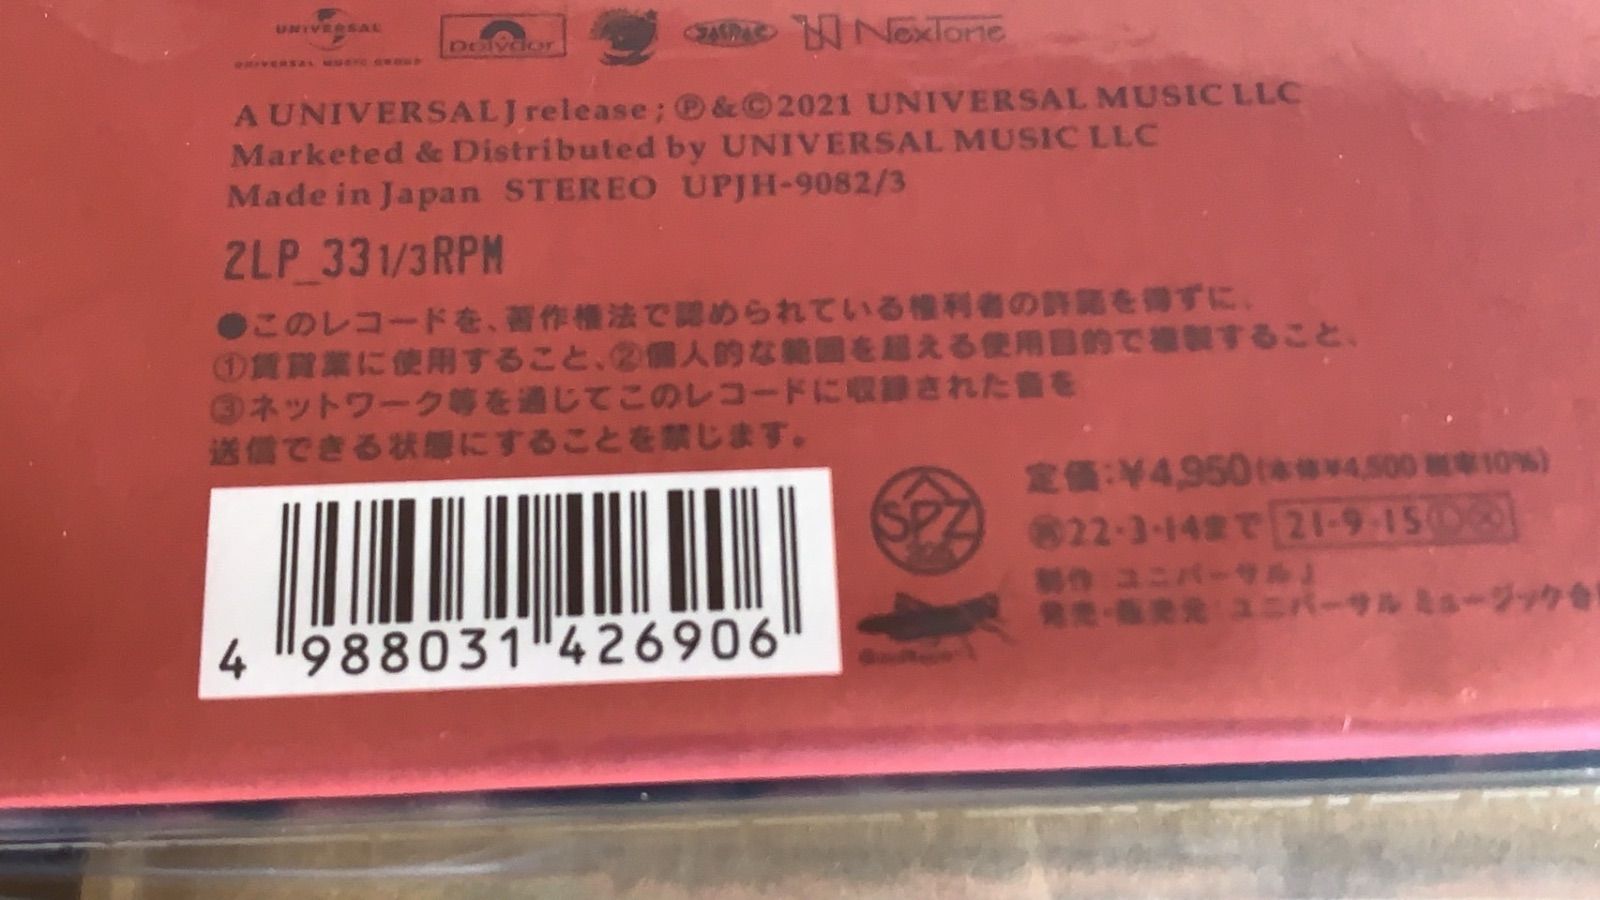 UNIVERSAL
UNIVERSAL MUSIC GROUP
Polydor
JASRAC
NexTone
A UNIVERSAL J release ; Ⓟ&©2021 UNIVERSAL MUSIC LLC
Marketed & Distributed by UNIVERSAL MUSIC LLC
Made in Japan STEREO UPJH-9082/3
2LP_33 1/3RPM
●このレコードを、著作権法で認められている権利者の許諾を得ずに、
①賃貸業に使用すること、②個人的な範囲を超える使用目的で複製すること、
③ネットワーク等を通じてこのレコードに収録された音を
送信できる状態にすることを禁じます。
定価:¥4,950(本体¥4,500 税率10%)
22・3・14まで 21・9・15
制作:ユニバーサルJ
発売・販売元:ユニバーサル ミュージック合
SPZ
4 988031 426906